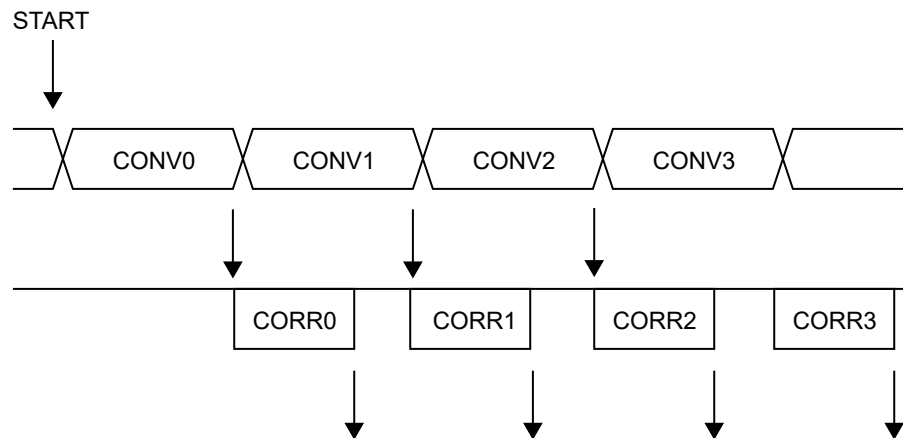 START
CONV0 CONV1 CONV2 CONV3
CORR0 CORR1 CORR2 CORR3